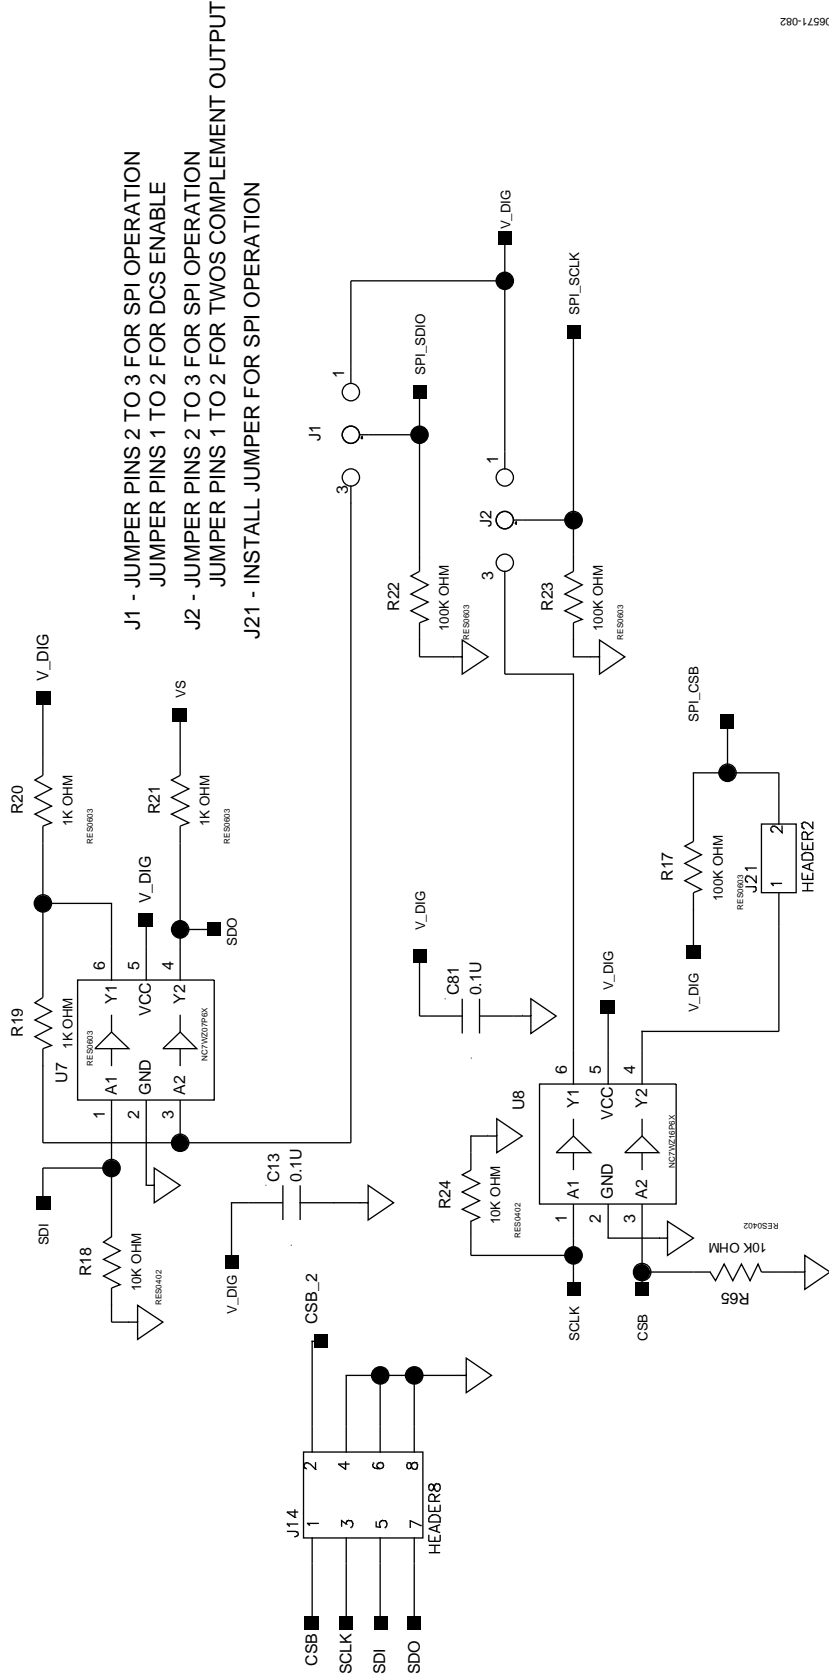 J1 - JUMPER PINS 2 TO 3 FOR SPI OPERATION
JUMPER PINS 1 TO 2 FOR DCS ENABLE
J2 - JUMPER PINS 2 TO 3 FOR SPI OPERATION
JUMPER PINS 1 TO 2 FOR TWOS COMPLEMENT OUTPUT
J21 - INSTALL JUMPER FOR SPI OPERATION
R19
1K OHM
RES0603
R20
1K OHM
RES0603
V_DIG
U7
1
A1
Y1
6
2
GND
VCC
5
V_DIG
3
A2
Y2
4
NC7WZ07P6X
R21
1K OHM
RES0603
VS
SDO
SDI
R18
10K OHM
RES0402
V_DIG
C13
0.1U
J1
1
3
V_DIG
SPI_SDIO
R22
100K OHM
RES0603
J14
CSB
1
2
CSB_2
SCLK
3
4
SDI
5
6
SDO
7
8
HEADER8
V_DIG
C81
0.1U
J2
1
3
SPI_SCLK
R23
100K OHM
RES0603
R24
10K OHM
RES0402
U8
SCLK
1
A1
Y1
6
2
GND
VCC
5
V_DIG
CSB
3
A2
Y2
4
NC7WZ16P6X
R65
10K OHM
RES0402
V_DIG
R17
100K OHM
RES0603
SPI_CSB
J21
1
2
HEADER2
06571-082